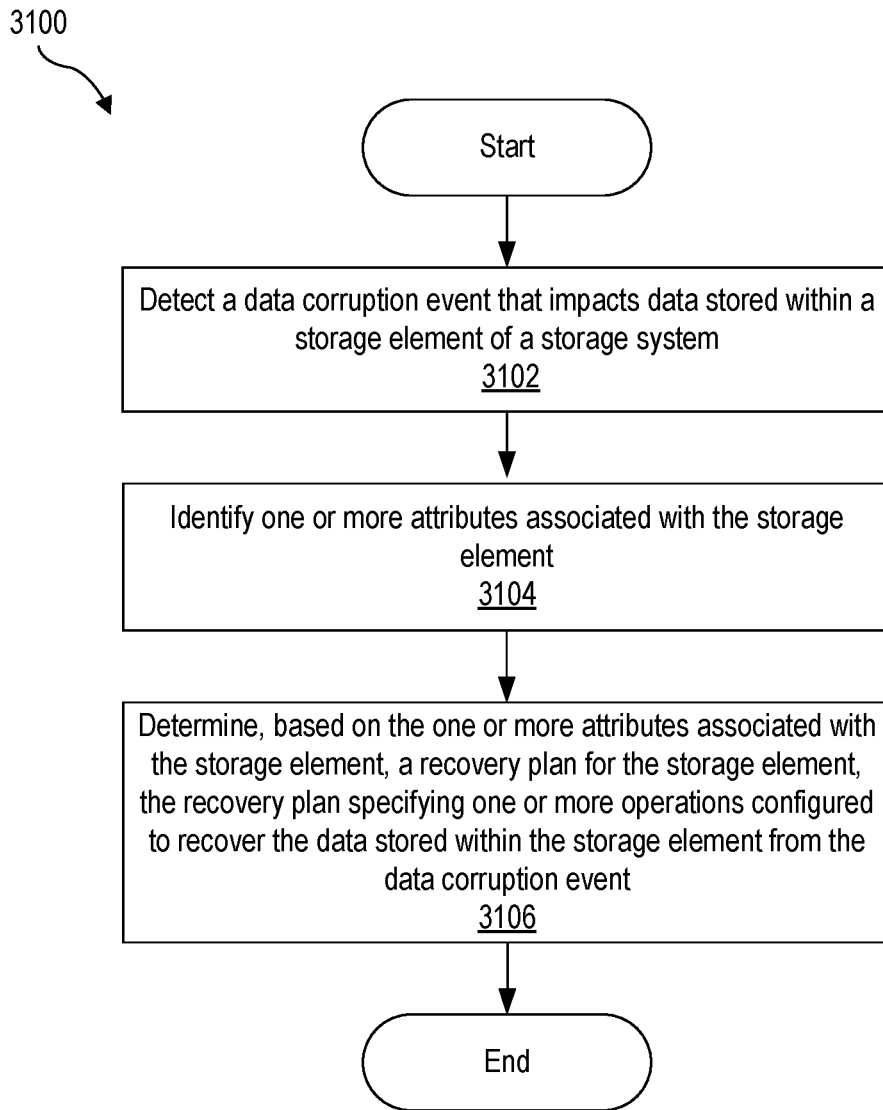 3100
Start
Detect a data corruption event that impacts data stored within a
storage element of a storage system
3102
Identify one or more attributes associated with the storage
element
3104
Determine, based on the one or more attributes associated with
the storage element, a recovery plan for the storage element,
the recovery plan specifying one or more operations configured
to recover the data stored within the storage element from the
data corruption event
3106
End